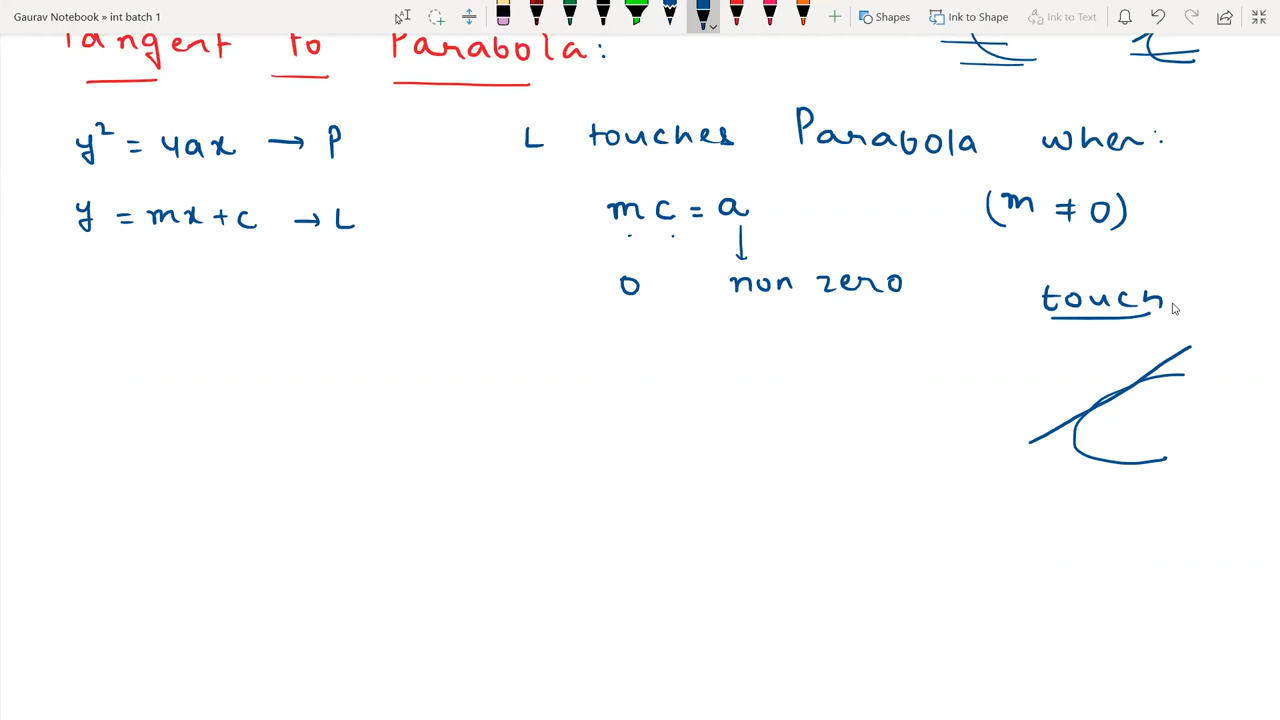 Gaurav Notebook » int batch 1
Shapes
Ink to Shape
Ink to Text
Tangent to Parabola:
y² = 4ax → P
L touches Parabola when:
y = mx + c → L
mc = a
(m ≠ 0)
0
non zero
touch